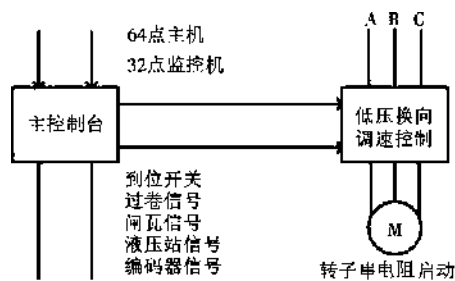 64点主机
32点监控机
A B C
主控制台
低压换向
调速控制
到位开关
过卷信号
闸瓦信号
液压站信号
编码器信号
M
转子串电阻启动